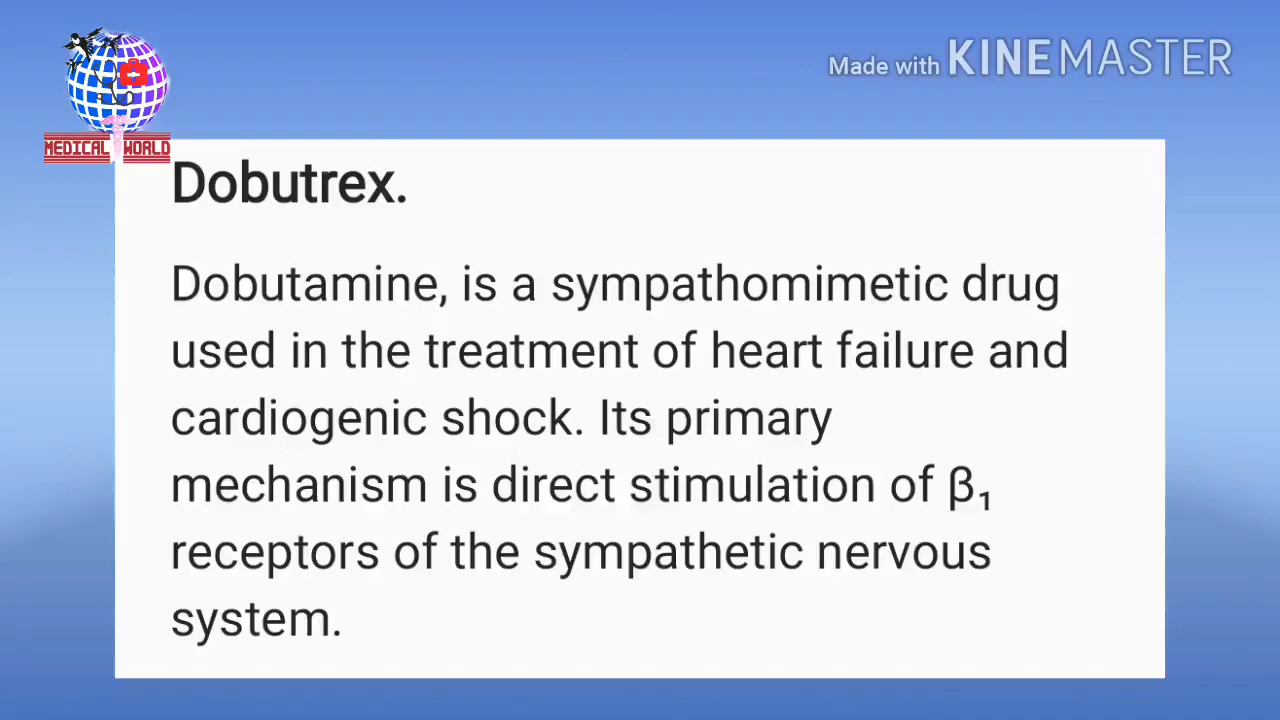 Made with KINEMASTER
MEDICAL WORLD
Dobutrex.
Dobutamine, is a sympathomimetic drug
used in the treatment of heart failure and
cardiogenic shock. Its primary
mechanism is direct stimulation of β₁
receptors of the sympathetic nervous
system.